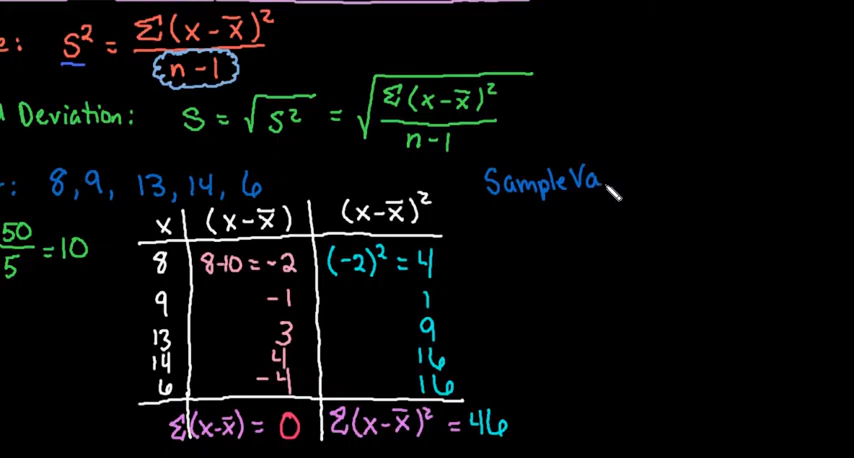 e: S² = Σ(x-x̄)² / n-1
Deviation: S = √S² = √(Σ(x-x̄)² / n-1)
: 8, 9, 13, 14, 6
Sample Va
50/5 = 10
x (x-x̄) (x-x̄)²
8 8-10=-2 (-2)² = 4
9 -1 1
13 3 9
14 4 16
6 -4 16
Σ(x-x̄) = 0 Σ(x-x̄)² = 46